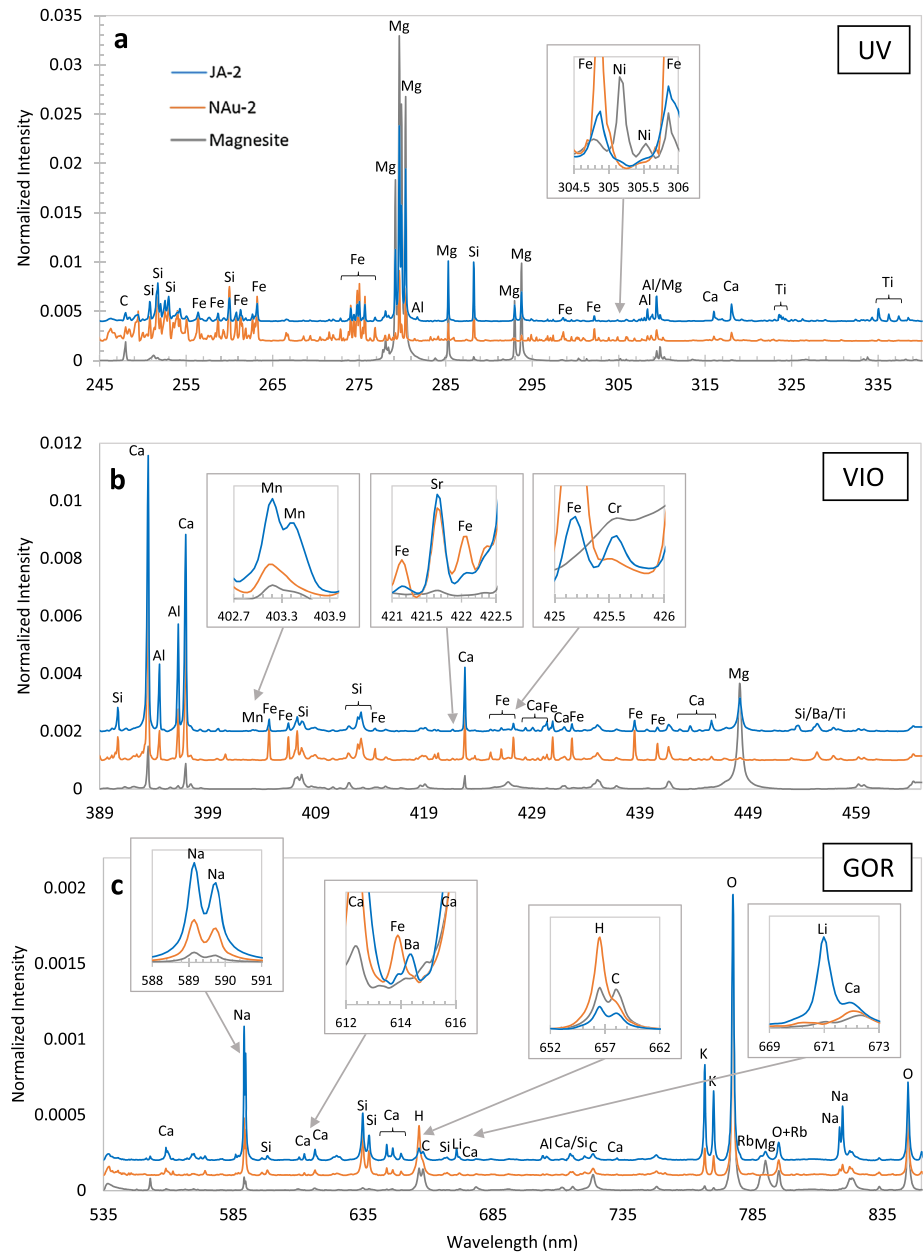 a
UV
Normalized Intensity
0.035
0.03
0.025
0.02
0.015
0.01
0.005
0
JA-2
NAu-2
Magnesite
Mg
Mg
Mg
Mg
Si
Mg
Mg
Fe Ni Fe
Ni
304.5 305 305.5 306
C Si Si Si Fe Fe Si Fe Fe Fe Al Fe Fe Al Al/Mg Ca Ca Ti Ti
245 255 265 275 285 295 305 315 325 335
b
VIO
Normalized Intensity
0.012
0.01
0.008
0.006
0.004
0.002
0
Ca
Ca
Al
Al
Si
Mn
Mn
402.7 403.3 403.9
Sr
Fe Fe
421 421.5 422 422.5
Fe Cr
425 425.5 426
Mn Fe Fe Si Si Fe Ca Fe CaFe CaFe Fe Fe Ca Mg Si/Ba/Ti
389 399 409 419 429 439 449 459
c
GOR
Normalized Intensity
0.002
0.0015
0.001
0.0005
0
Na
Na
588 589 590 591
Ca Fe Ba Ca
612 614 616
H
C
652 657 662
Li
Ca
669 671 673
Na
Ca Si Ca Ca Si Si Ca H C Si Li Ca Al Ca/Si C Ca K K O Rb Mg O+Rb Na Na O
535 585 635 685 735 785 835
Wavelength (nm)